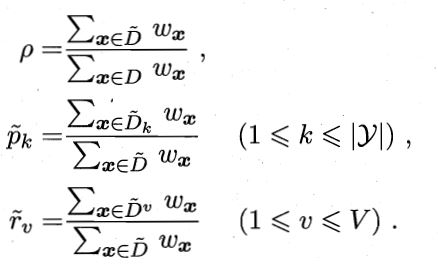 \rho = \frac{\sum_{\boldsymbol{x} \in \tilde{D}} w_{\boldsymbol{x}}}{\sum_{\boldsymbol{x} \in D} w_{\boldsymbol{x}}} ,
\tilde{p}_k = \frac{\sum_{\boldsymbol{x} \in \tilde{D}_k} w_{\boldsymbol{x}}}{\sum_{\boldsymbol{x} \in \tilde{D}} w_{\boldsymbol{x}}} \quad (1 \leqslant k \leqslant |\mathcal{Y}|) ,
\tilde{r}_v = \frac{\sum_{\boldsymbol{x} \in \tilde{D}^v} w_{\boldsymbol{x}}}{\sum_{\boldsymbol{x} \in \tilde{D}} w_{\boldsymbol{x}}} \quad (1 \leqslant v \leqslant V) .